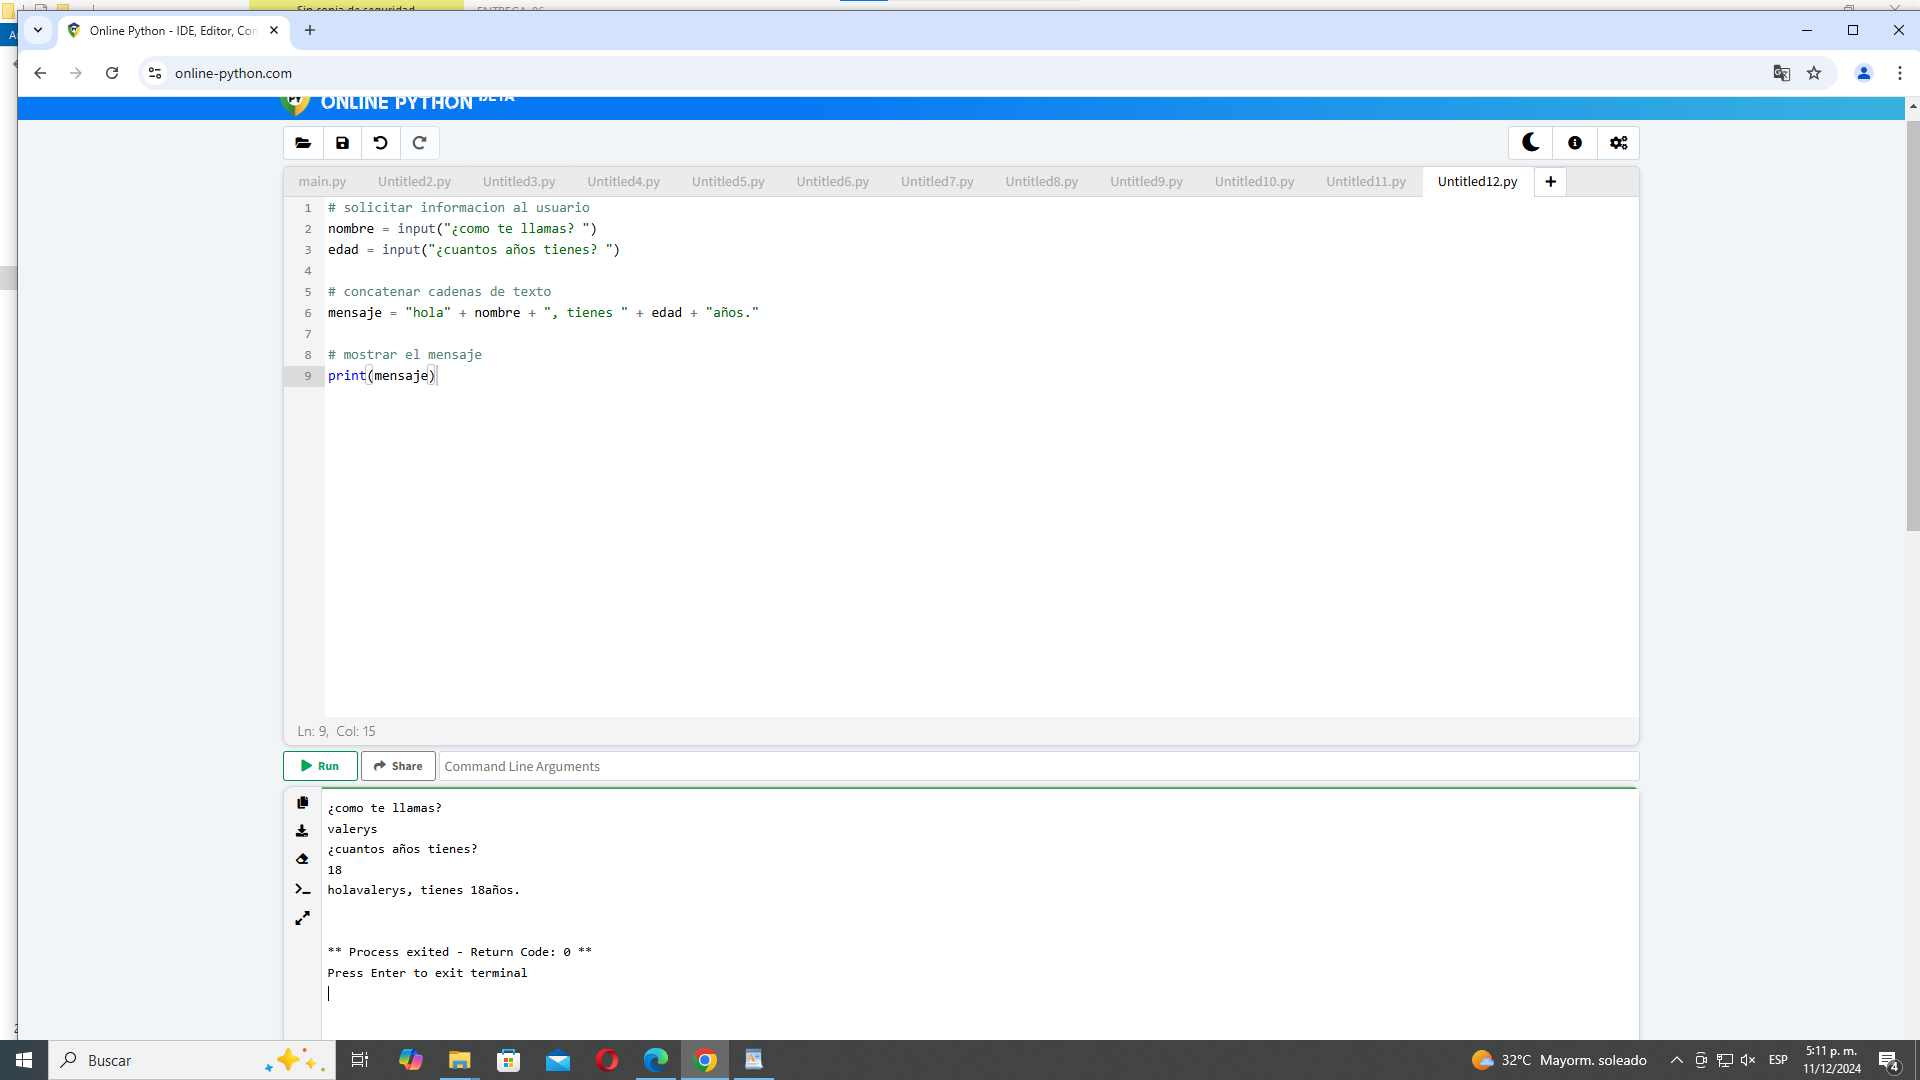 Sin copia de seguridad
ENTREGA 06
Online Python - IDE, Editor, Con
online-python.com
ONLINE PYTHON BETA
main.py Untitled2.py Untitled3.py Untitled4.py Untitled5.py Untitled6.py Untitled7.py Untitled8.py Untitled9.py Untitled10.py Untitled11.py Untitled12.py +
1 # solicitar informacion al usuario
2 nombre = input("¿como te llamas? ")
3 edad = input("¿cuantos años tienes? ")
4
5 # concatenar cadenas de texto
6 mensaje = "hola" + nombre + ", tienes " + edad + "años."
7
8 # mostrar el mensaje
9 print(mensaje)
Ln: 9, Col: 15
Run Share Command Line Arguments
¿como te llamas?
valerys
¿cuantos años tienes?
18
holavalerys, tienes 18años.
** Process exited - Return Code: 0 **
Press Enter to exit terminal
Buscar
32°C Mayorm. soleado
ESP
5:11 p. m.
11/12/2024
4